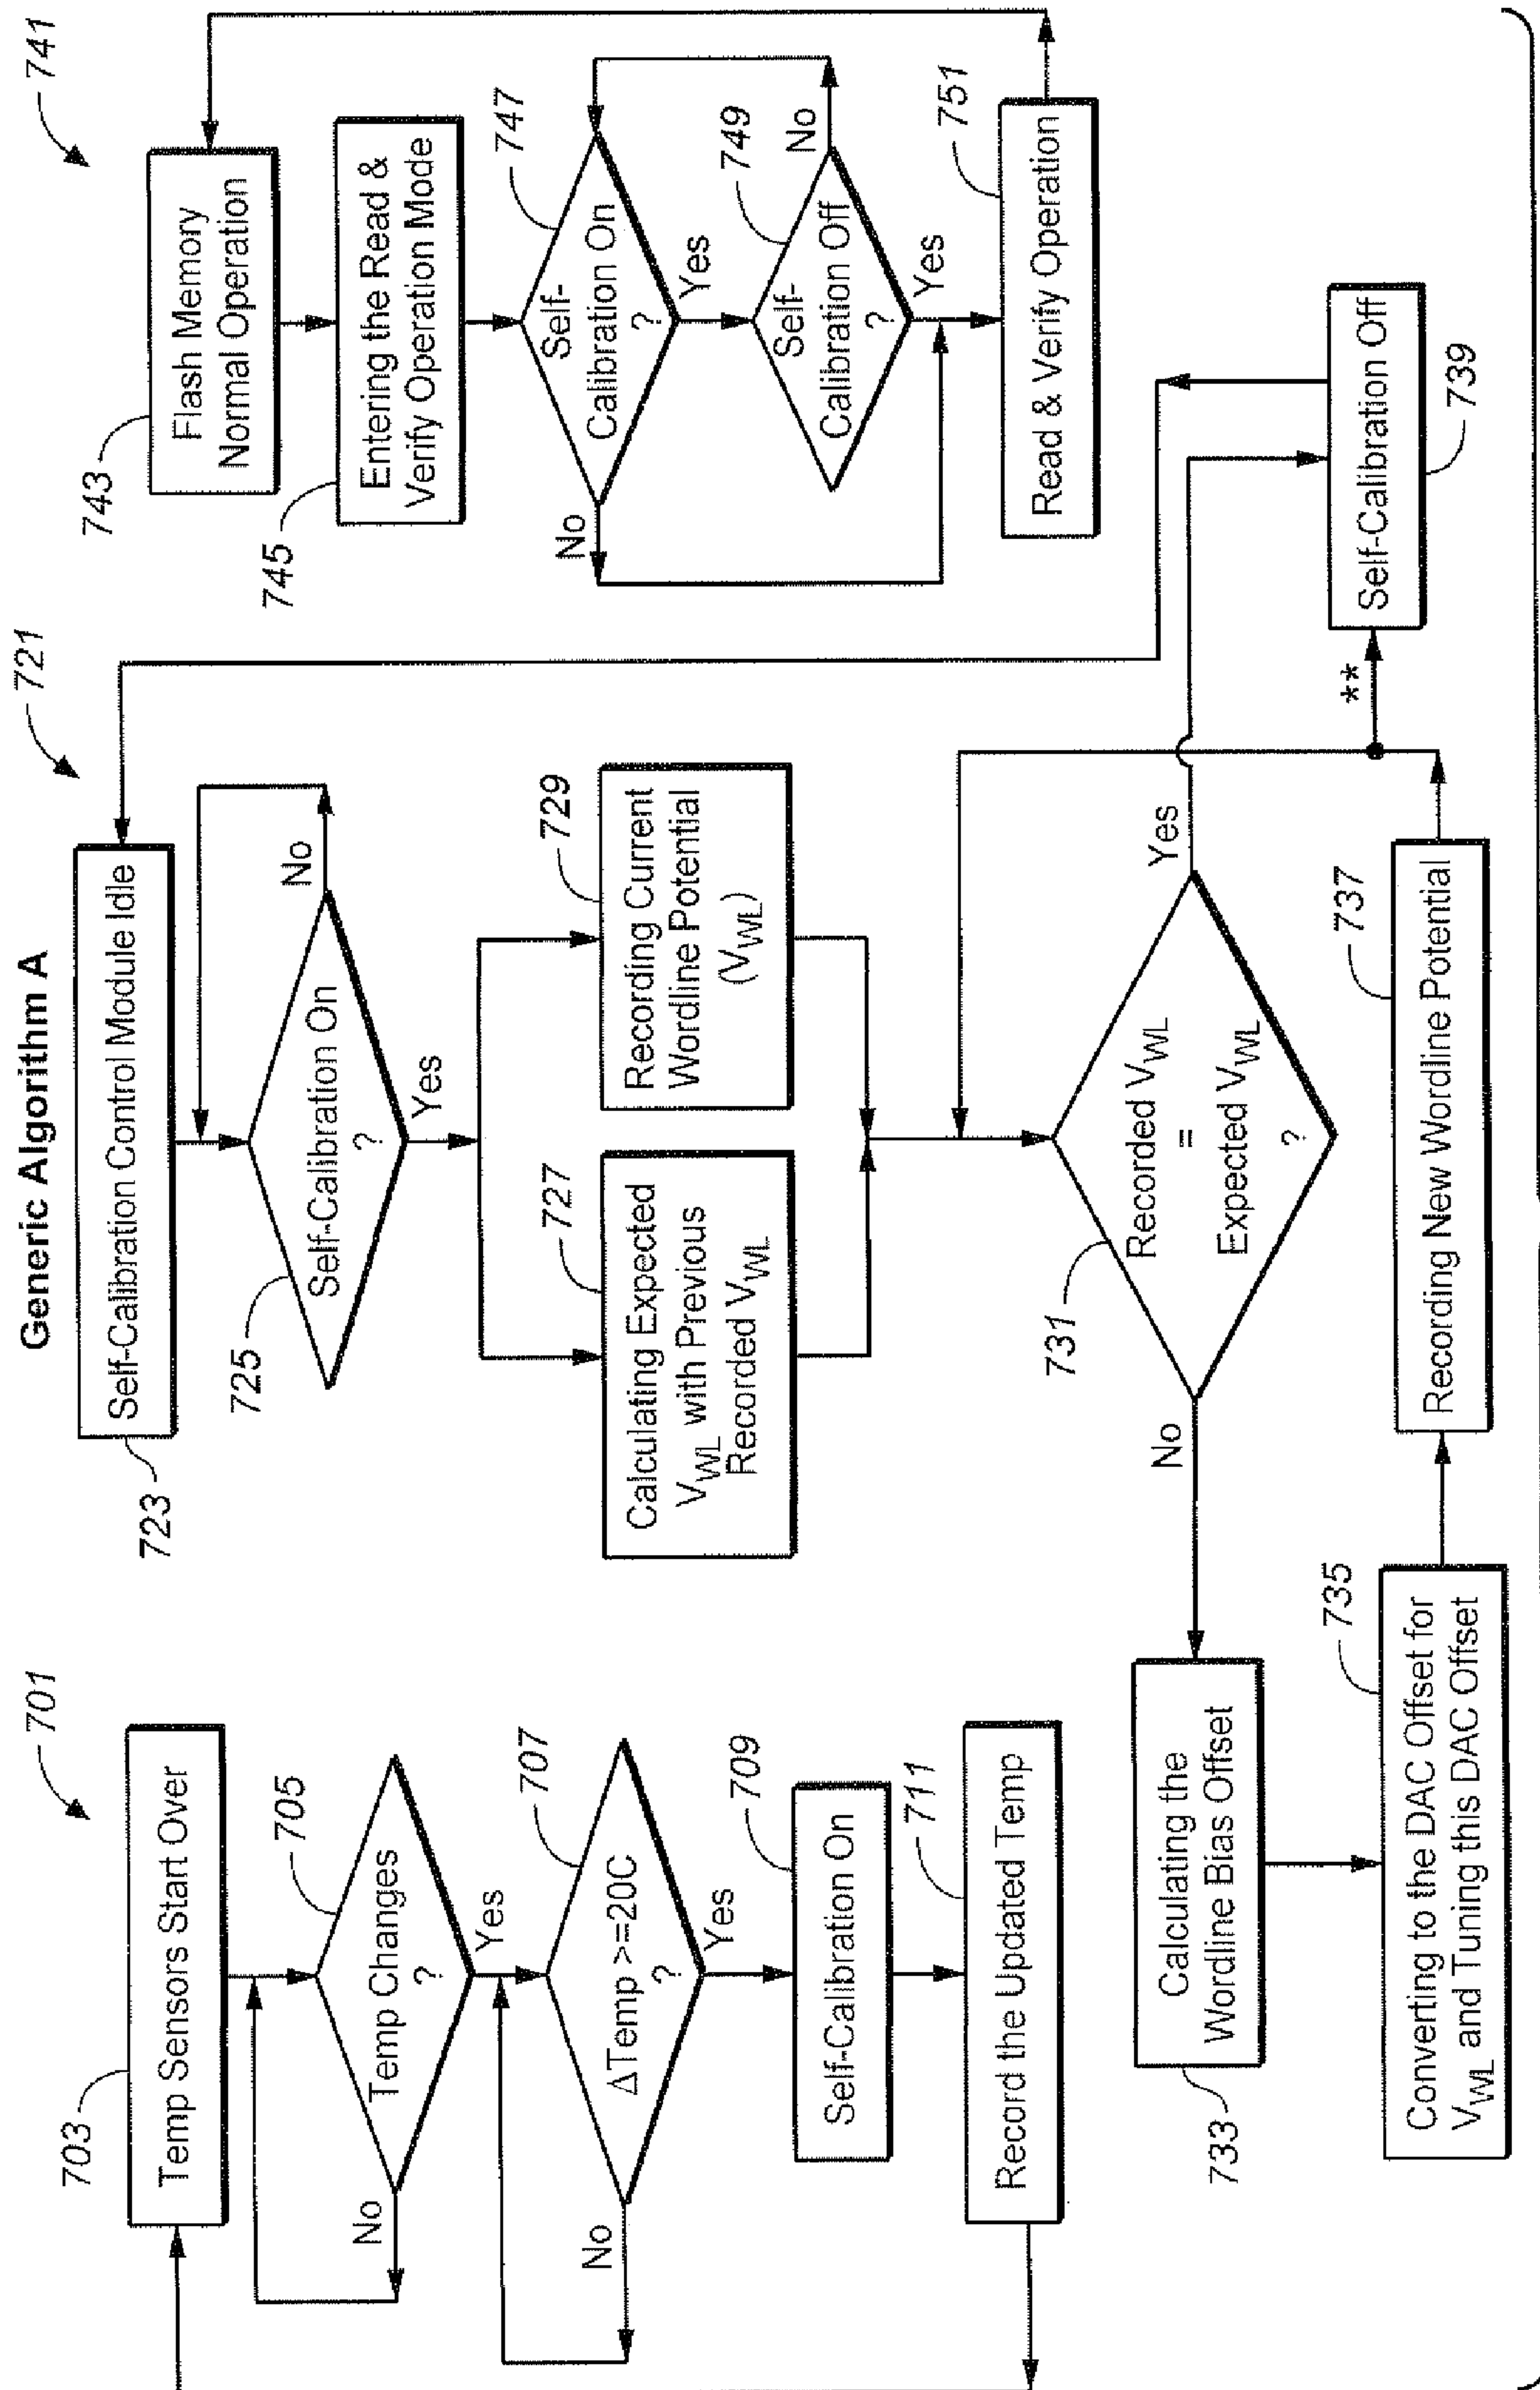 Generic Algorithm A
701
703
Temp Sensors Start Over
705
Temp Changes
?
No
Yes
707
ΔTemp >=20C
?
No
Yes
709
Self-Calibration On
711
Record the Updated Temp
721
723
Self-Calibration Control Module Idle
725
Self-Calibration On
?
No
Yes
727
Calculating Expected
VWL with Previous
Recorded VWL
729
Recording Current
Wordline Potential
(VWL)
731
Recorded VWL
=
Expected VWL
?
No
Yes
733
Calculating the
Wordline Bias Offset
735
Converting to the DAC Offset for
VWL and Tuning this DAC Offset
737
Recording New Wordline Potential
**
Self-Calibration Off
739
741
743
Flash Memory
Normal Operation
745
Entering the Read &
Verify Operation Mode
747
Self-
Calibration On
?
No
Yes
749
Self-
Calibration Off
?
No
Yes
751
Read & Verify Operation